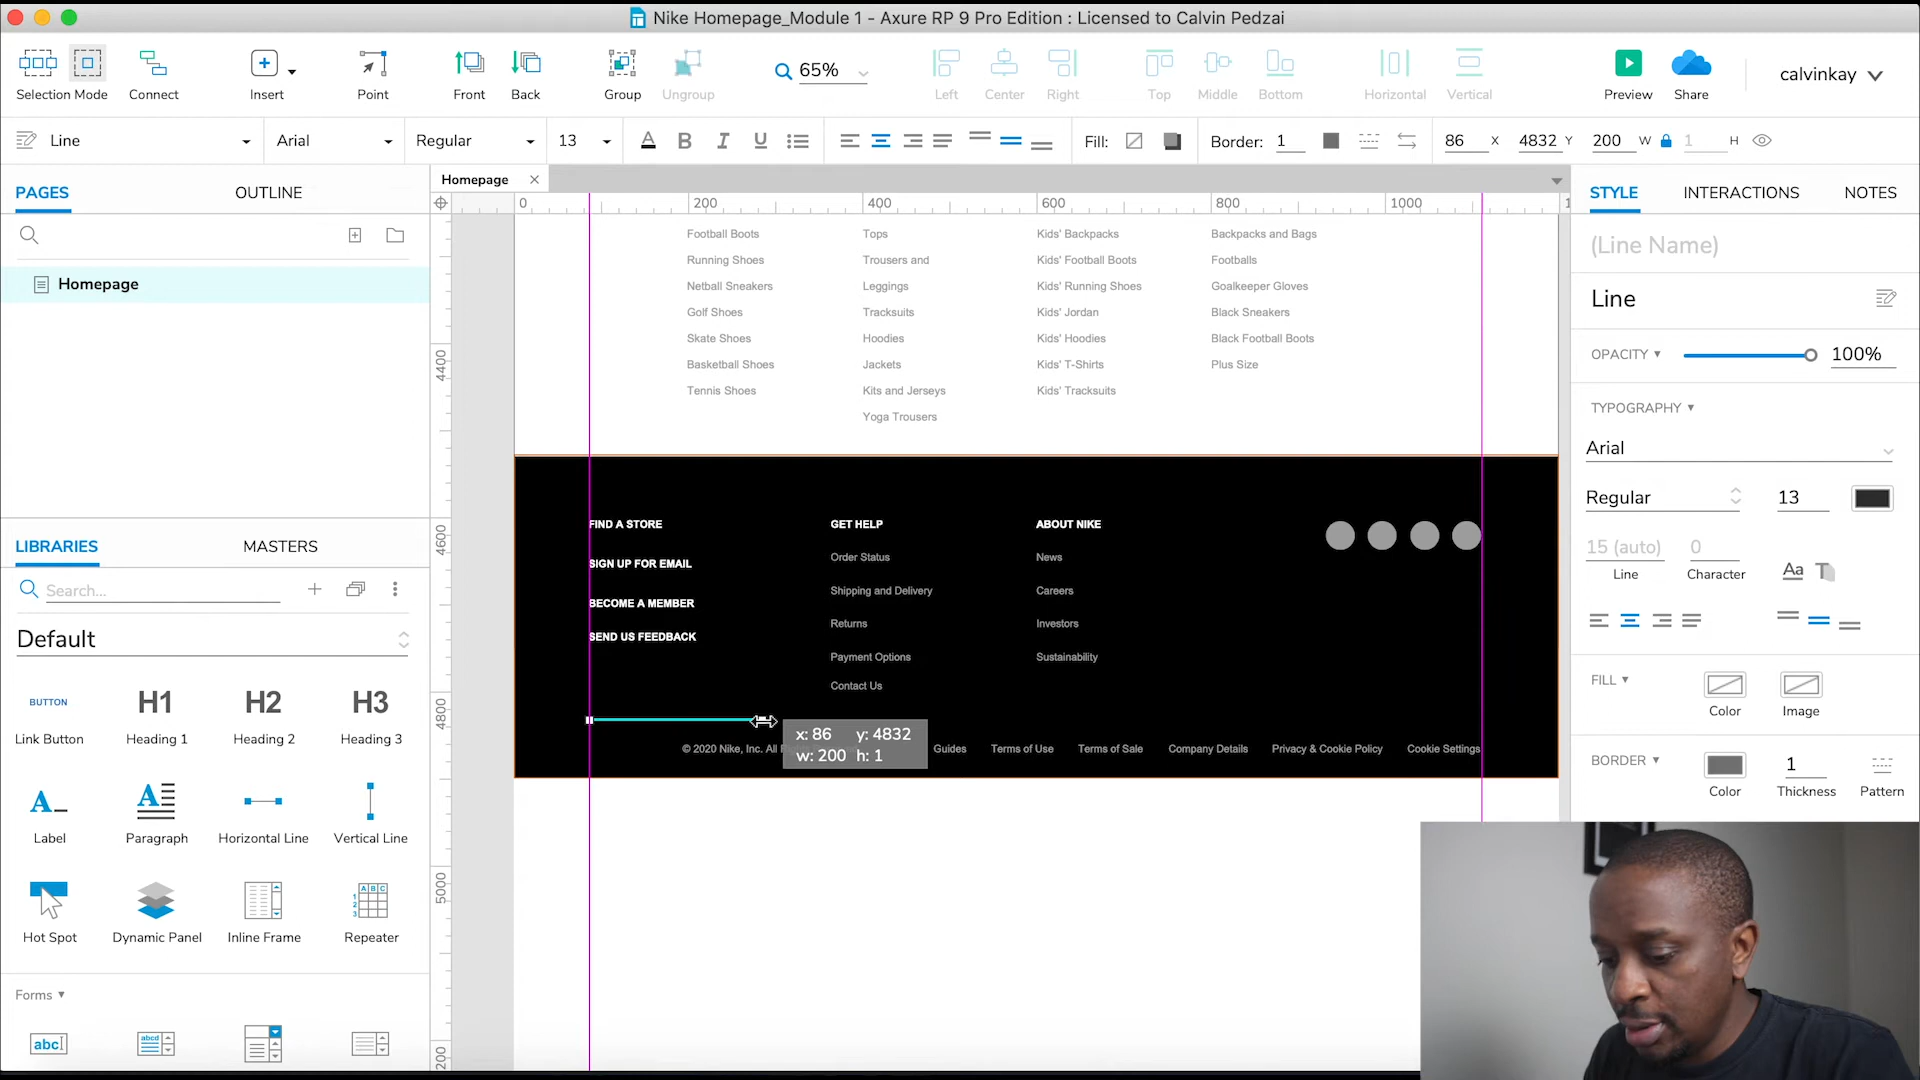 Nike Homepage_Module 1 - Axure RP 9 Pro Edition : Licensed to Calvin Pedzai
Selection Mode
Connect
Insert
Point
Front
Back
Group
Ungroup
65%
Left
Center
Right
Top
Middle
Bottom
Horizontal
Vertical
Preview
Share
calvinkay
Line
Arial
Regular
13
A
B
I
U
Fill:
Border:
1
86 X
4832 Y
200 W
1 H
PAGES
OUTLINE
Homepage
Homepage
STYLE
INTERACTIONS
NOTES
0
200
400
600
800
1000
4400
4600
4800
5000
Football Boots
Running Shoes
Netball Sneakers
Golf Shoes
Skate Shoes
Basketball Shoes
Tennis Shoes
Tops
Trousers and
Leggings
Tracksuits
Hoodies
Jackets
Kits and Jerseys
Yoga Trousers
Kids' Backpacks
Kids' Football Boots
Kids' Running Shoes
Kids' Jordan
Kids' Hoodies
Kids' T-Shirts
Kids' Tracksuits
Backpacks and Bags
Footballs
Goalkeeper Gloves
Black Sneakers
Black Football Boots
Plus Size
FIND A STORE
SIGN UP FOR EMAIL
BECOME A MEMBER
SEND US FEEDBACK
GET HELP
Order Status
Shipping and Delivery
Returns
Payment Options
Contact Us
ABOUT NIKE
News
Careers
Investors
Sustainability
x: 86 y: 4832
w: 200 h: 1
© 2020 Nike, Inc. All
Guides
Terms of Use
Terms of Sale
Company Details
Privacy & Cookie Policy
Cookie Settings
LIBRARIES
MASTERS
Search...
Default
BUTTON
Link Button
H1
Heading 1
H2
Heading 2
H3
Heading 3
A
Label
A
Paragraph
Horizontal Line
Vertical Line
Hot Spot
Dynamic Panel
Inline Frame
A B C
1
2
3
Repeater
Forms
abc
abcd
(Line Name)
Line
OPACITY
100%
TYPOGRAPHY
Arial
Regular
13
15 (auto)
Line
0
Character
Aa
T
FILL
Color
Image
BORDER
Color
1
Thickness
Pattern